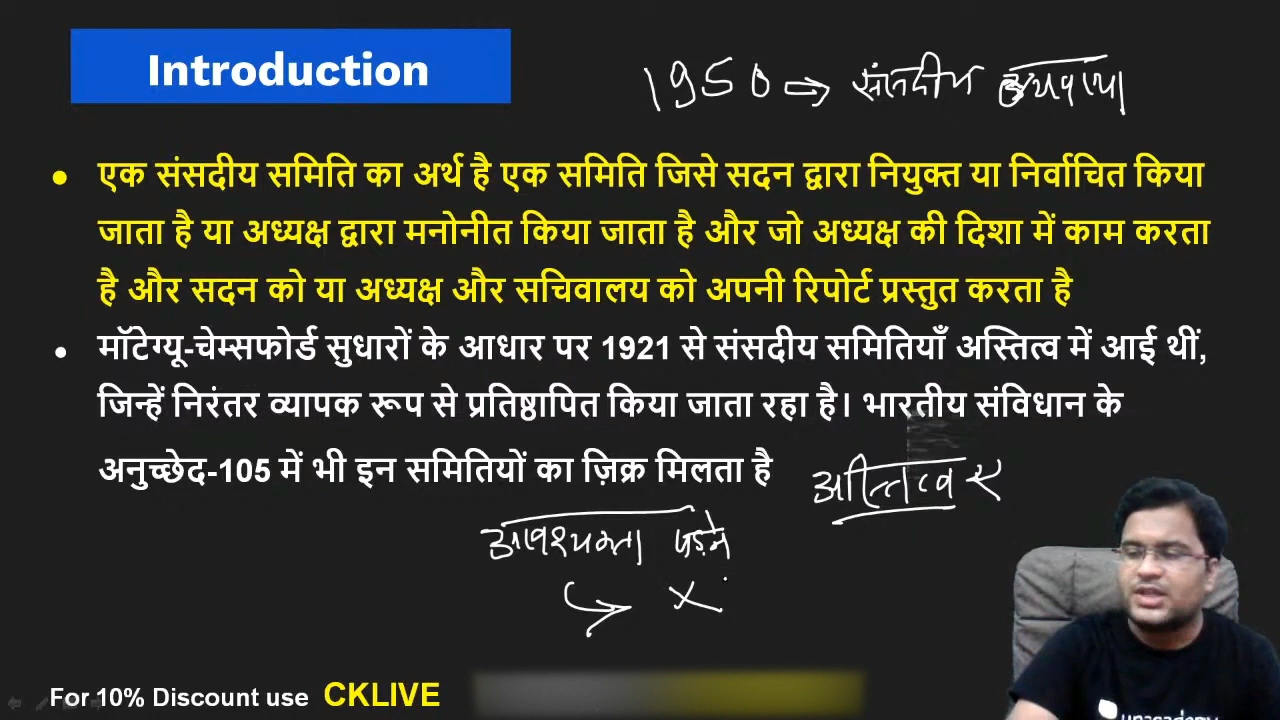 Introduction
1950 ⇒ संसदीय व्यवस्था
एक संसदीय समिति का अर्थ है एक समिति जिसे सदन द्वारा नियुक्त या निर्वाचित किया
जाता है या अध्यक्ष द्वारा मनोनीत किया जाता है और जो अध्यक्ष की दिशा में काम करता
है और सदन को या अध्यक्ष और सचिवालय को अपनी रिपोर्ट प्रस्तुत करता है
मॉटेग्यू-चेम्सफोर्ड सुधारों के आधार पर 1921 से संसदीय समितियाँ अस्तित्व में आई थीं,
जिन्हें निरंतर व्यापक रूप से प्रतिष्ठापित किया जाता रहा है। भारतीय संविधान के
अनुच्छेद-105 में भी इन समितियों का ज़िक्र मिलता है
आवश्यकता पड़ने
For 10% Discount use CKLIVE